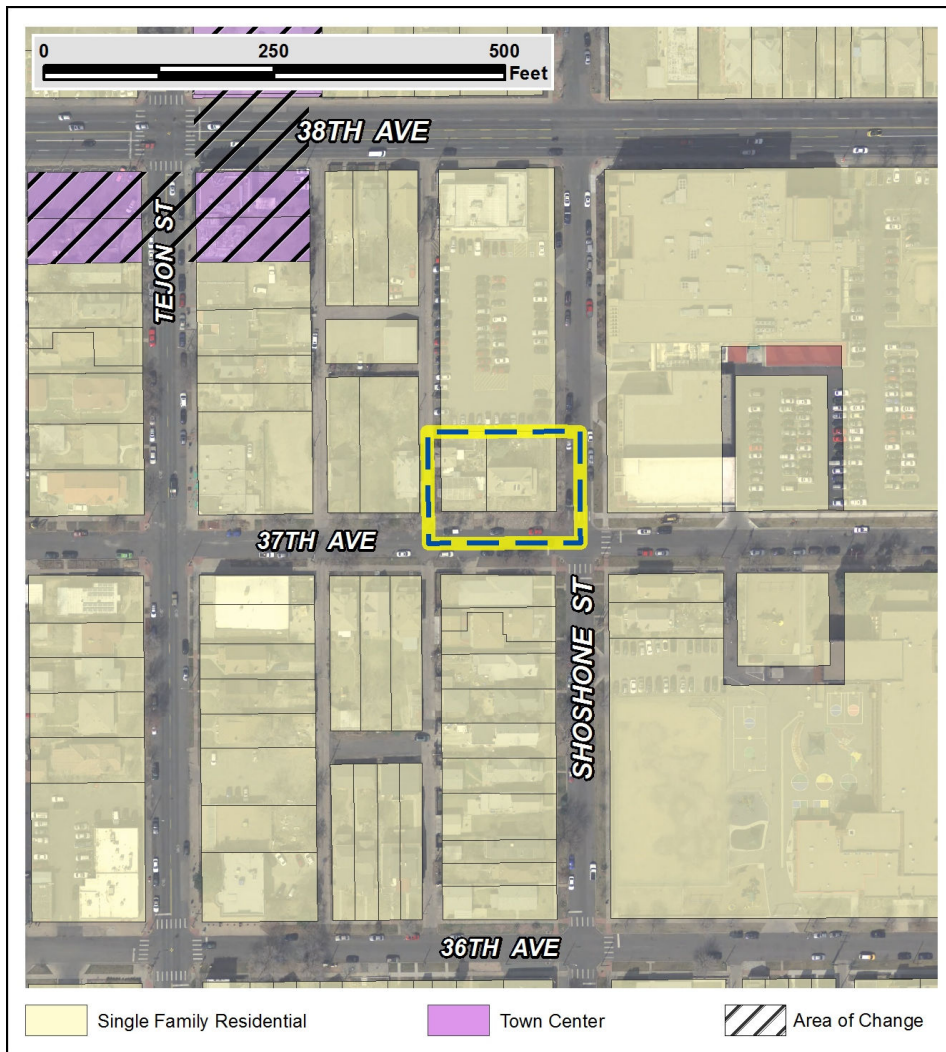 0 250 500
Feet
38TH AVE
TEJON ST
37TH AVE
SHOSHONE ST
36TH AVE
Single Family Residential
Town Center
Area of Change